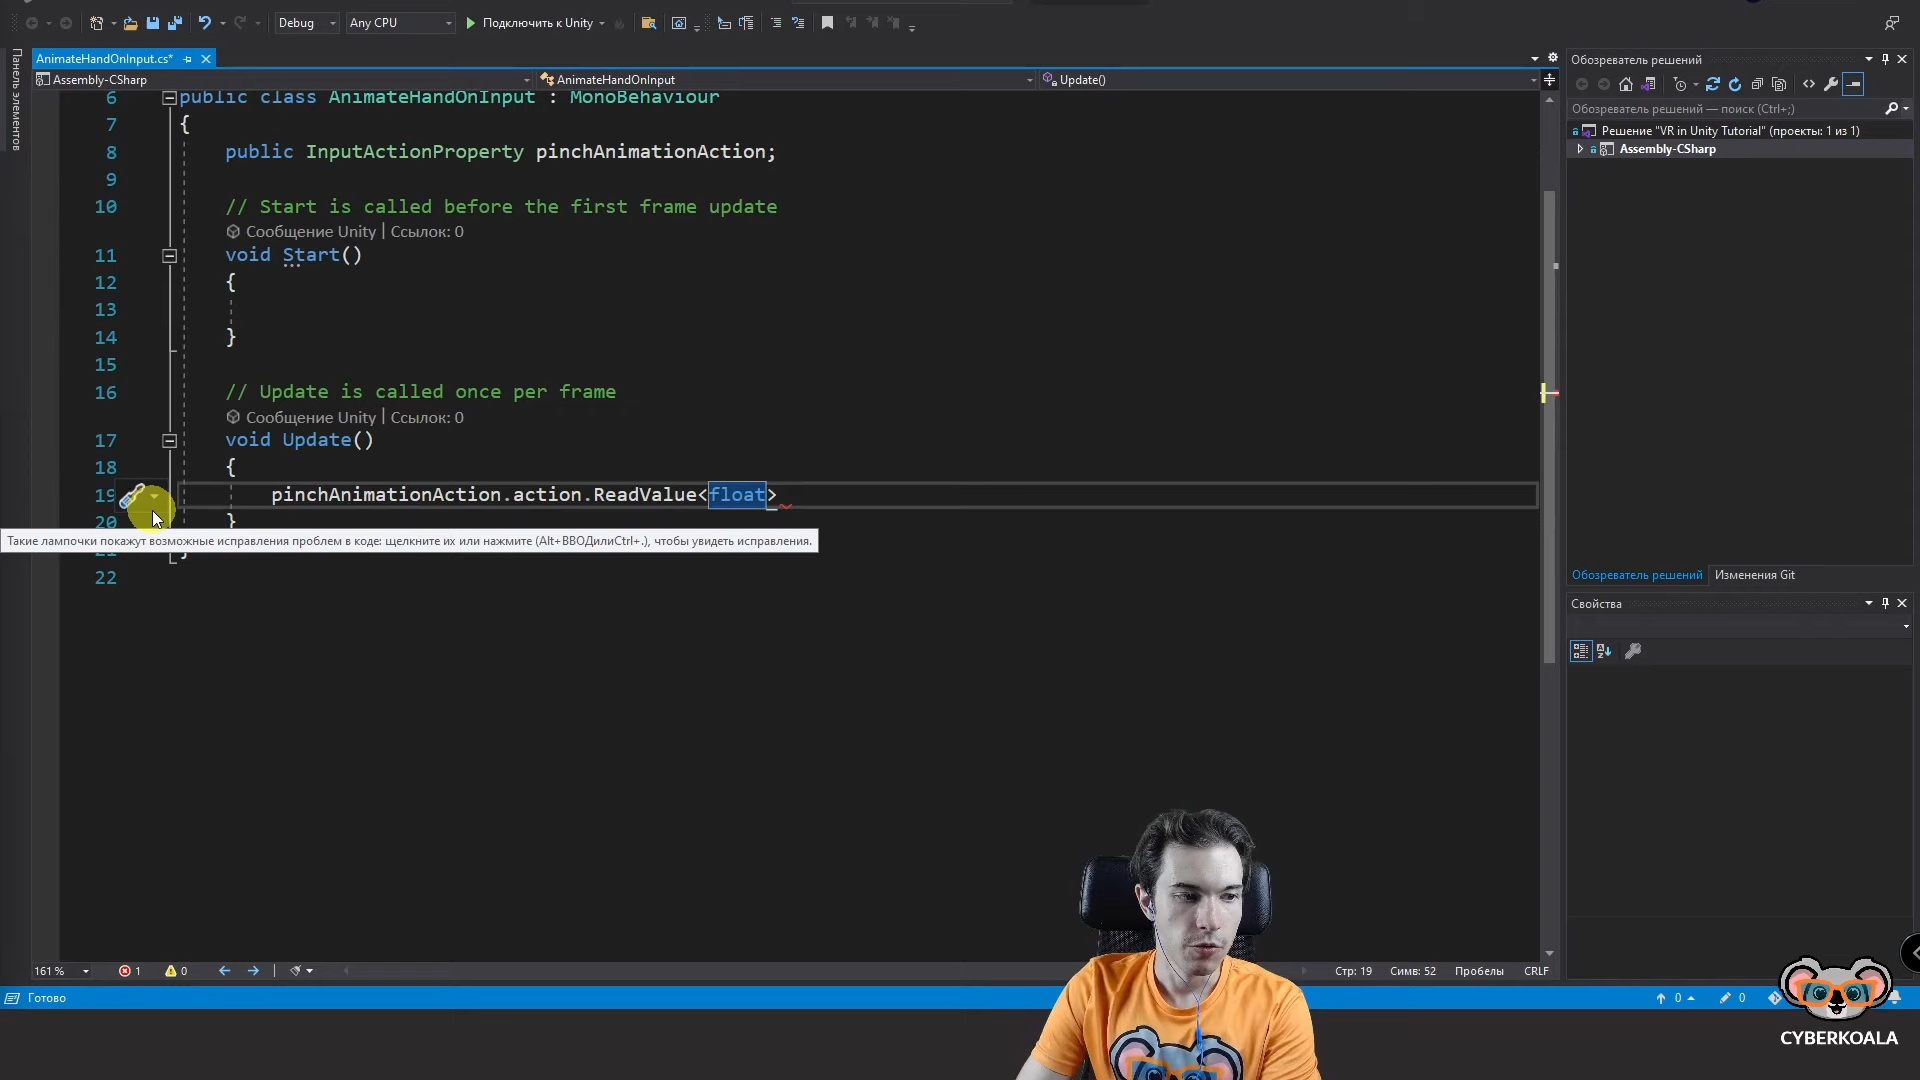 Debug
Any CPU
Подключить к Unity
AnimateHandOnInput.cs*
Assembly-CSharp
AnimateHandOnInput
Update()
Панель элементов
6 public class AnimateHandOnInput : MonoBehaviour
7 {
8 public InputActionProperty pinchAnimationAction;
9
10 // Start is called before the first frame update
Сообщение Unity | Ссылок: 0
11 void Start()
12 {
13
14 }
15
16 // Update is called once per frame
Сообщение Unity | Ссылок: 0
17 void Update()
18 {
19 pinchAnimationAction.action.ReadValue<float>
20 }
Такие лампочки покажут возможные исправления проблем в коде: щелкните их или нажмите (Alt+ВВОДилиCtrl+.), чтобы увидеть исправления.
21 }
22
Обозреватель решений
Обозреватель решений — поиск (Ctrl+;)
Решение "VR in Unity Tutorial" (проекты: 1 из 1)
Assembly-CSharp
Обозреватель решений
Изменения Git
Свойства
161 %
1
0
Стр: 19
Симв: 52
Пробелы
CRLF
Готово
0
0
CYBERKOALA